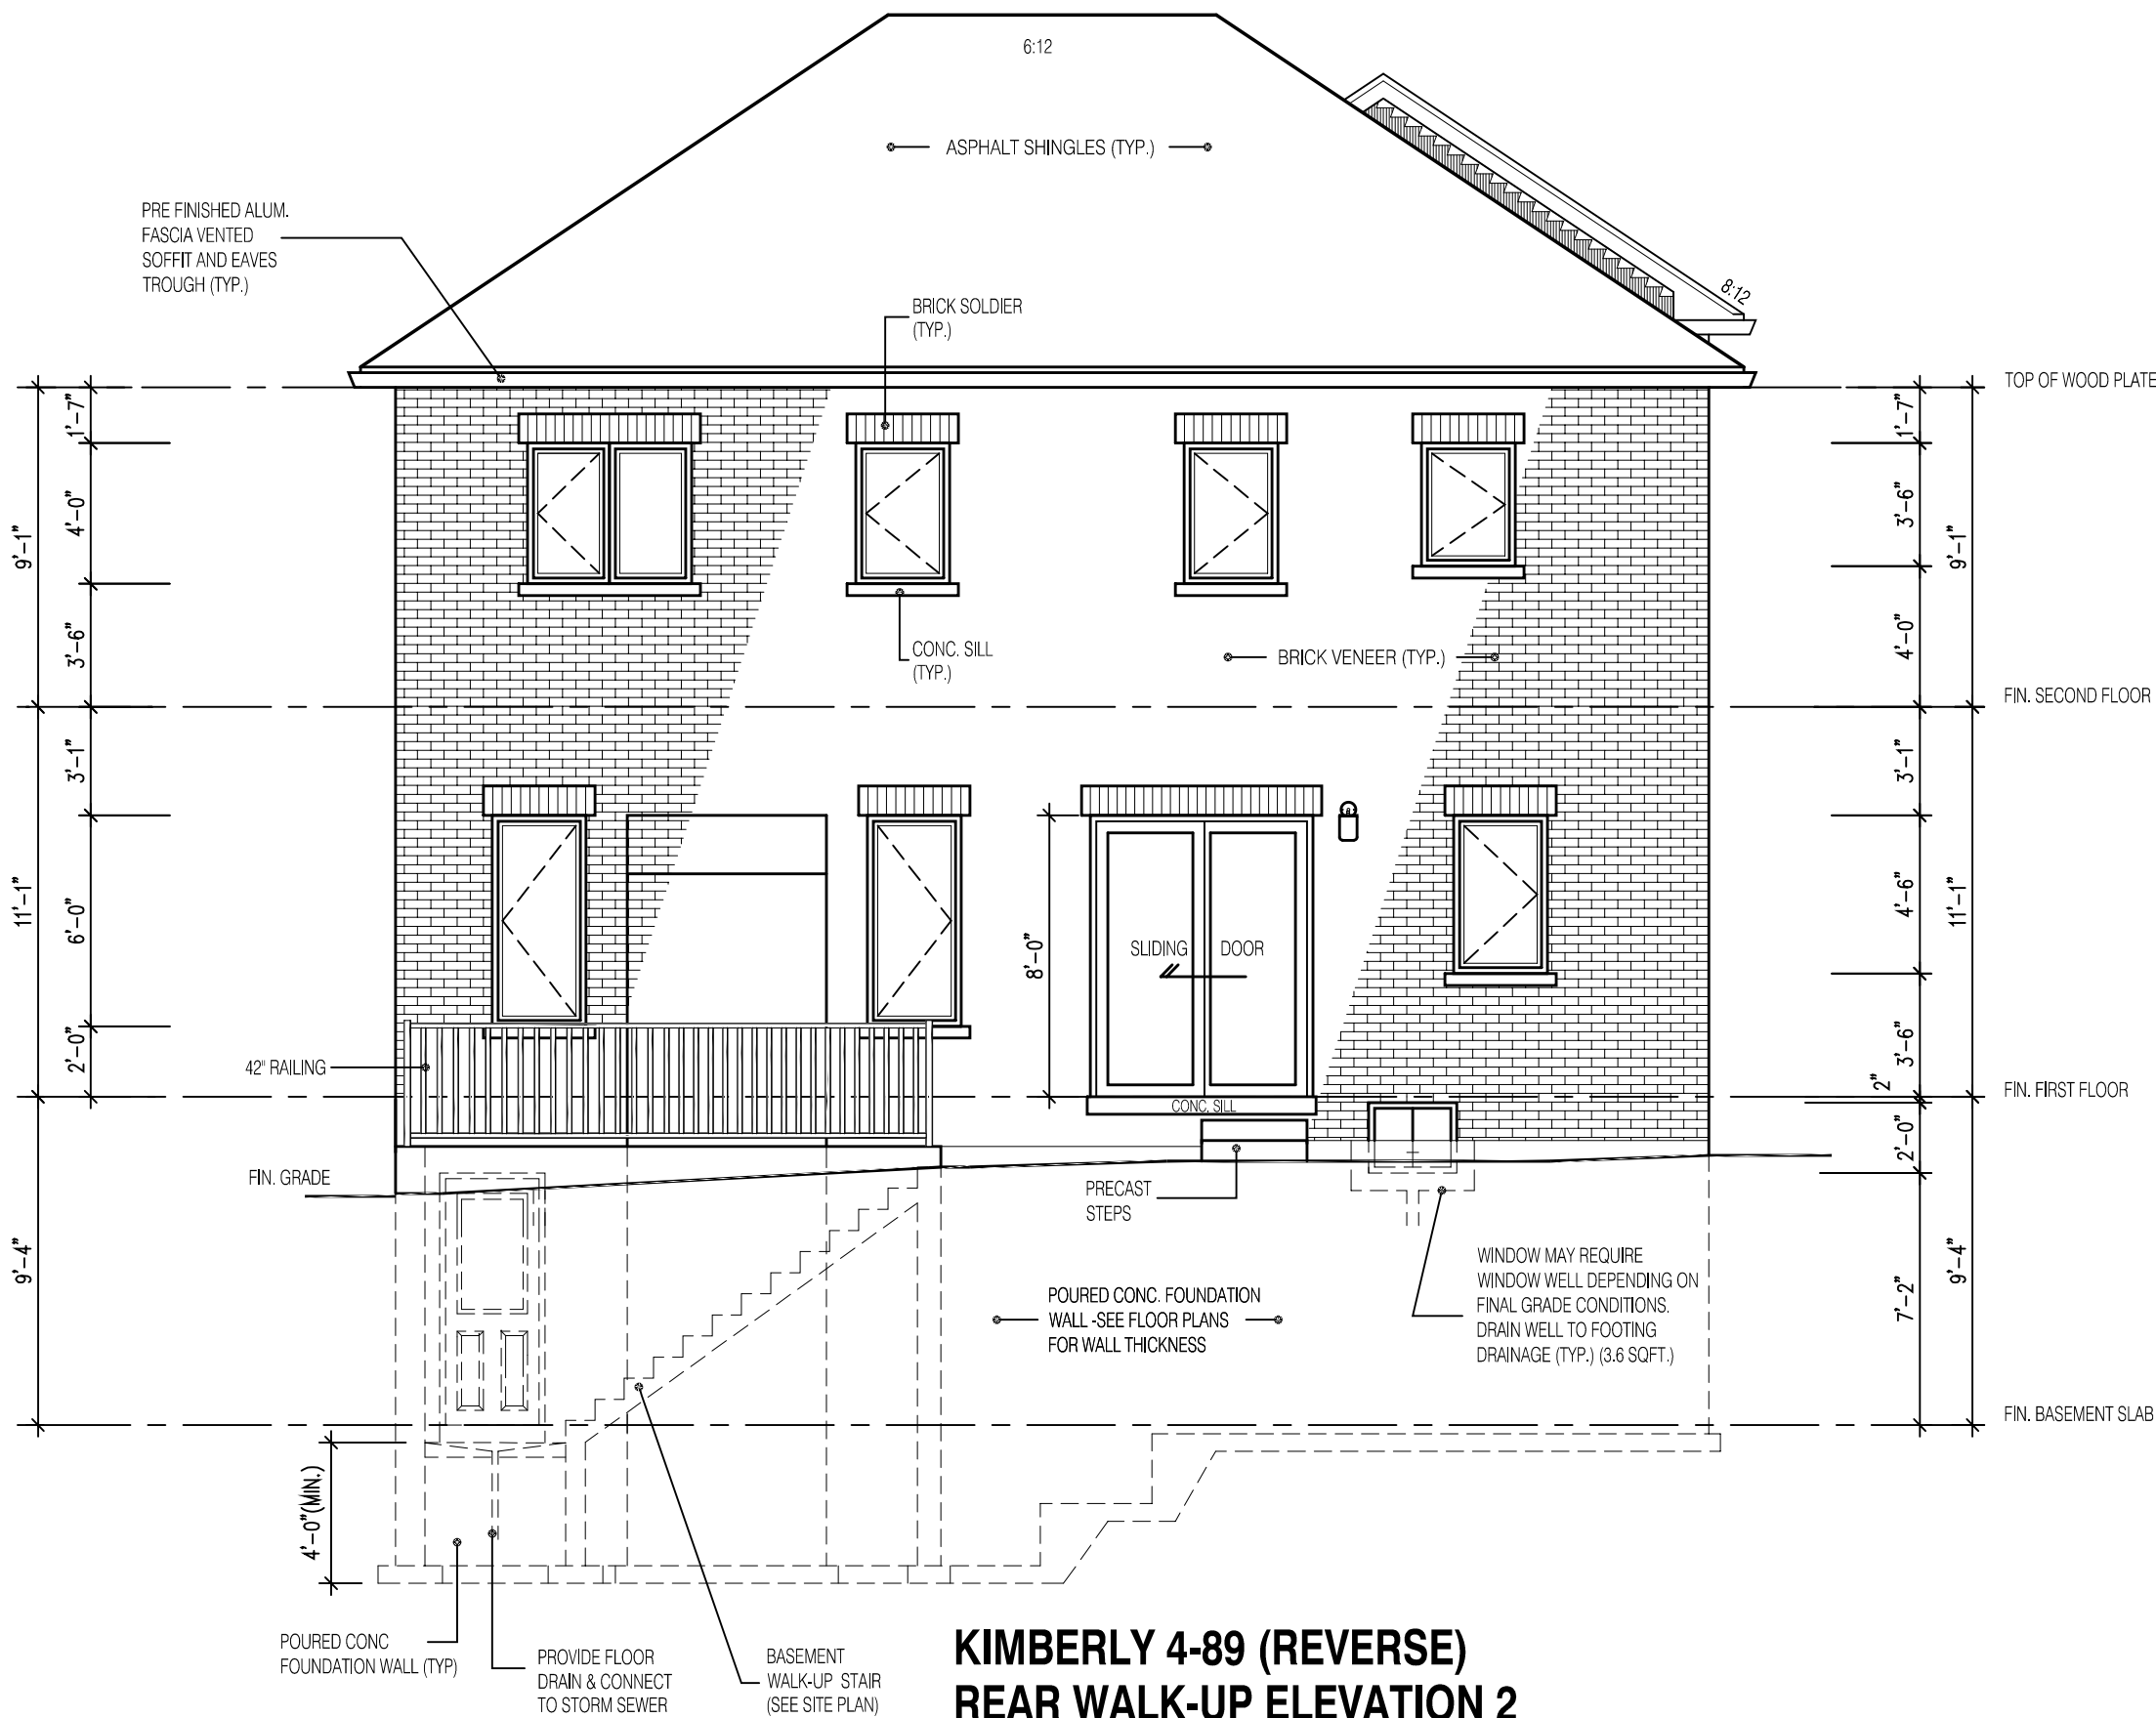 6:12
ASPHALT SHINGLES (TYP.)
PRE FINISHED ALUM.
FASCIA VENTED
SOFFIT AND EAVES
TROUGH (TYP.)
BRICK SOLDIER
(TYP.)
8:12
TOP OF WOOD PLATE
1'-7"
4'-0"
9'-1"
3'-6"
1'-7"
3'-6"
9'-1"
4'-0"
CONC. SILL
(TYP.)
BRICK VENEER (TYP.)
FIN. SECOND FLOOR
3'-1"
11'-1"
6'-0"
2'-0"
3'-1"
4'-6"
11'-1"
3'-6"
2"
8'-0"
SLIDING DOOR
42" RAILING
CONC. SILL
FIN. FIRST FLOOR
FIN. GRADE
2'-0"
PRECAST
STEPS
9'-4"
7'-2"
9'-4"
WINDOW MAY REQUIRE
WINDOW WELL DEPENDING ON
FINAL GRADE CONDITIONS.
DRAIN WELL TO FOOTING
DRAINAGE (TYP.) (3.6 SQFT.)
POURED CONC. FOUNDATION
WALL -SEE FLOOR PLANS
FOR WALL THICKNESS
FIN. BASEMENT SLAB
4'-0"(MIN.)
POURED CONC
FOUNDATION WALL (TYP)
PROVIDE FLOOR
DRAIN & CONNECT
TO STORM SEWER
BASEMENT
WALK-UP STAIR
(SEE SITE PLAN)
KIMBERLY 4-89 (REVERSE)
REAR WALK-UP ELEVATION 2